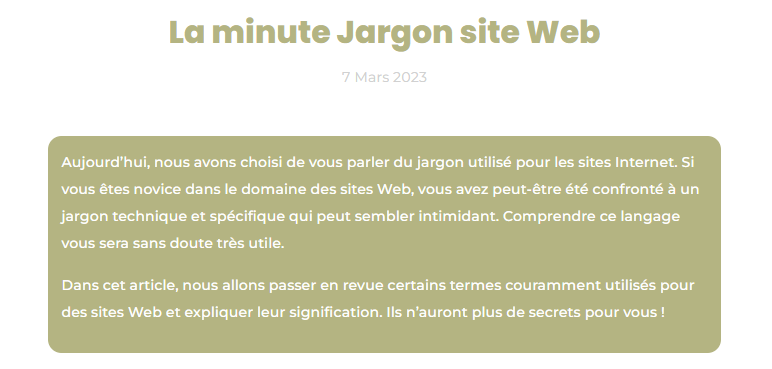 La minute Jargon site Web
7 Mars 2023
Aujourd’hui, nous avons choisi de vous parler du jargon utilisé pour les sites Internet. Si
vous êtes novice dans le domaine des sites Web, vous avez peut-être été confronté à un
jargon technique et spécifique qui peut sembler intimidant. Comprendre ce langage
vous sera sans doute très utile.
Dans cet article, nous allons passer en revue certains termes couramment utilisés pour
des sites Web et expliquer leur signification. Ils n’auront plus de secrets pour vous !